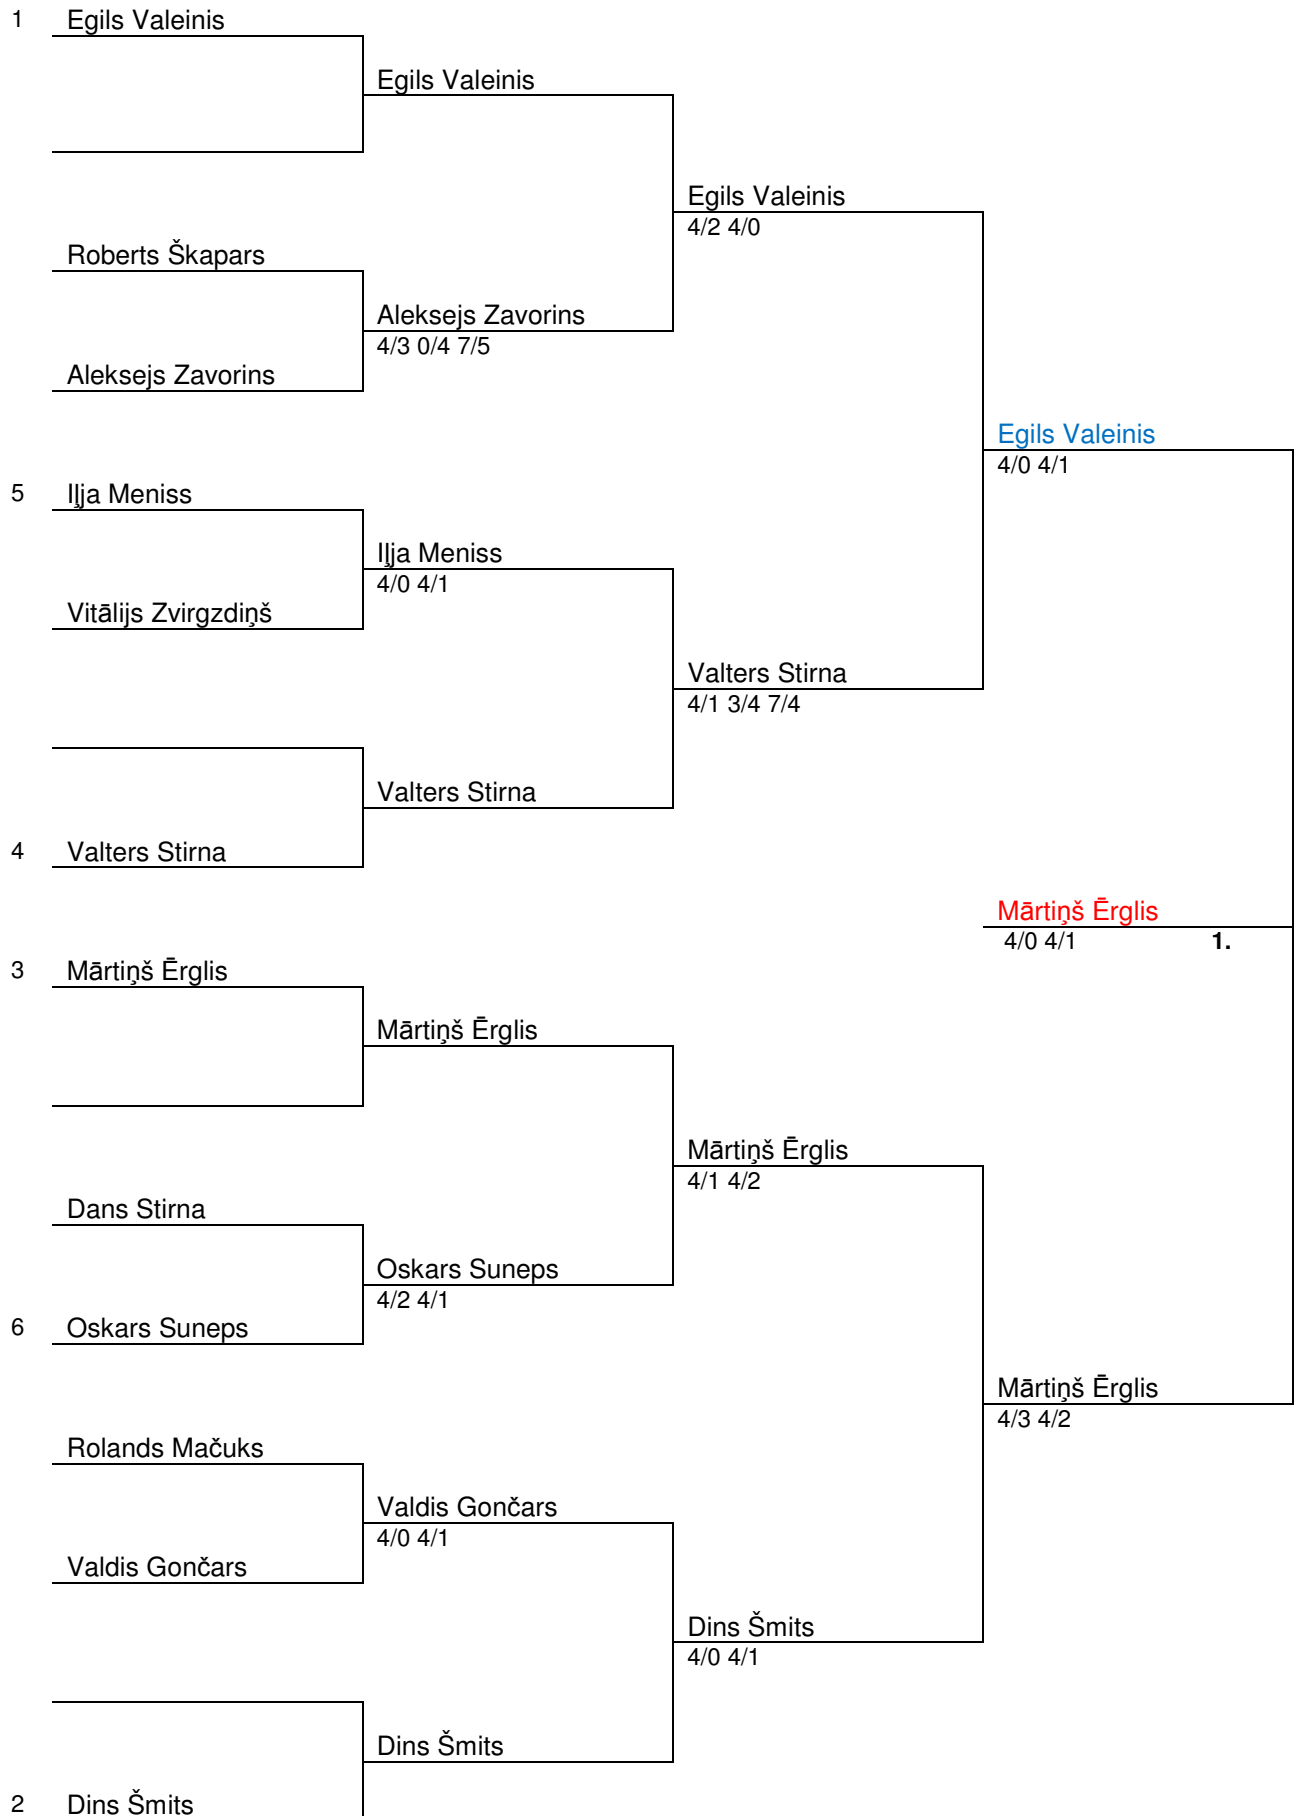 1 Egils Valeinis
Egils Valeinis
Egils Valeinis
4/2 4/0
Roberts Škapars
Aleksejs Zavorins
4/3 0/4 7/5
Aleksejs Zavorins
Egils Valeinis
4/0 4/1
5 Iļja Meniss
Iļja Meniss
4/0 4/1
Vitālijs Zvirgzdiņš
Valters Stirna
4/1 3/4 7/4
Valters Stirna
4 Valters Stirna
Mārtiņš Ērglis
4/0 4/1 1.
3 Mārtiņš Ērglis
Mārtiņš Ērglis
Mārtiņš Ērglis
4/1 4/2
Dans Stirna
Oskars Suneps
4/2 4/1
6 Oskars Suneps
Mārtiņš Ērglis
4/3 4/2
Rolands Mačuks
Valdis Gončars
4/0 4/1
Valdis Gončars
Dins Šmits
4/0 4/1
Dins Šmits
2 Dins Šmits